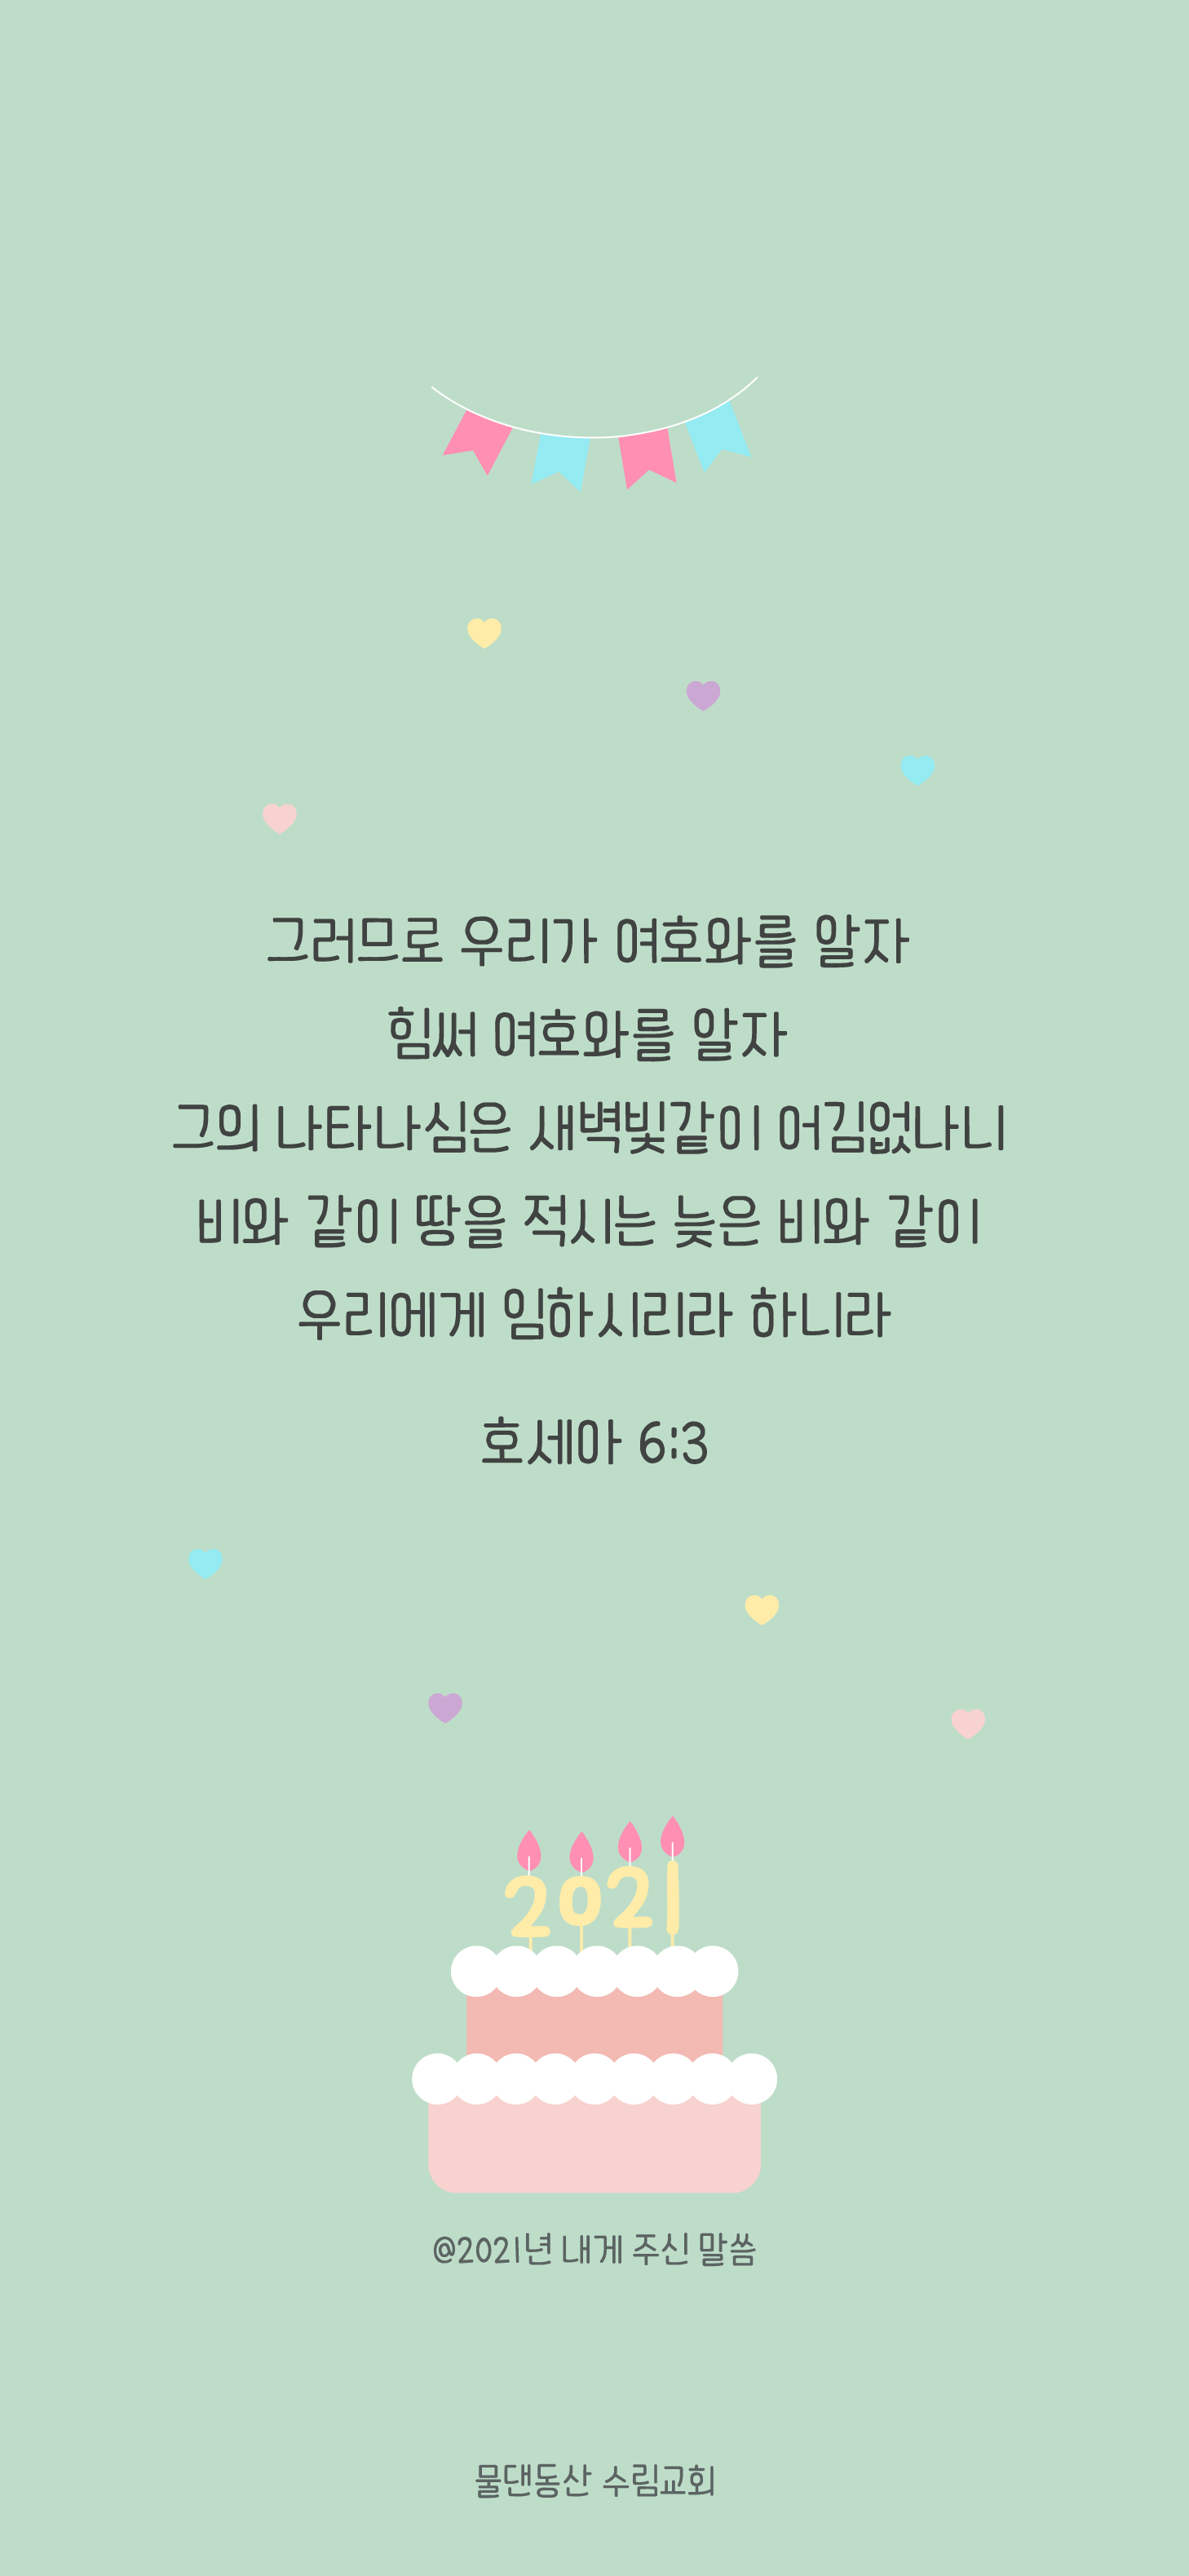 그러므로 우리가 여호와를 알자
힘써 여호와를 알자
그의 나타나심은 새벽빛같이 어김없나니
비와 같이 땅을 적시는 늦은 비와 같이
우리에게 임하시리라 하니라
호세아 6:3
2021
@2021년 내게 주신 말씀
물댄동산 수림교회